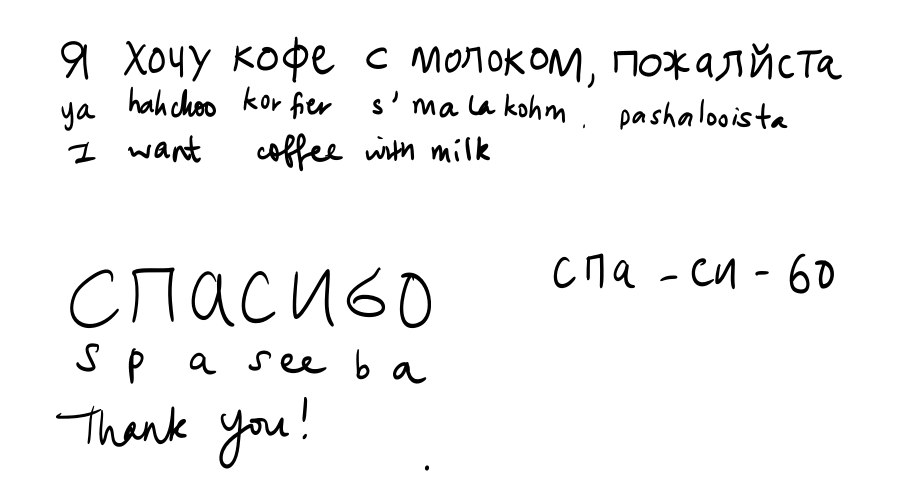 Я хочу кофе с молоком, пожалйста
ya hahchoo korfier s' malakohm. pashalooista
I want coffee with milk
спасибо
s p a see b a
Thank you!
спа - си - бо